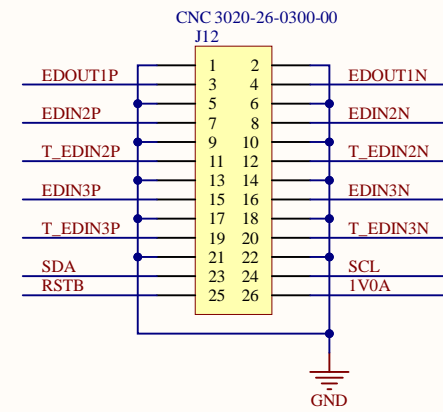 CNC 3020-26-0300-00
J12
1 2
EDOUT1P 3 4 EDOUT1N
5 6
EDIN2P 7 8 EDIN2N
9 10
T_EDIN2P 11 12 T_EDIN2N
13 14
EDIN3P 15 16 EDIN3N
17 18
T_EDIN3P 19 20 T_EDIN3N
21 22
SDA 23 24 SCL
RSTB 25 26 1V0A
GND